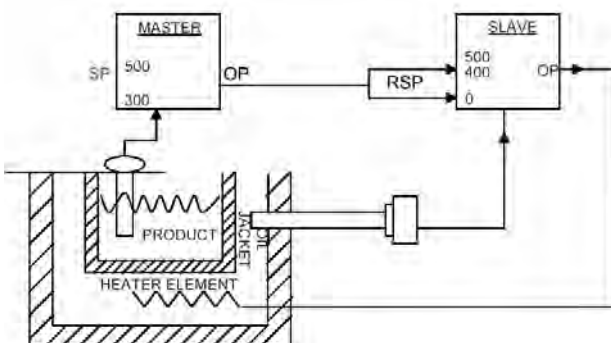 MASTER
SP 500 OP
300
SLAVE
500
400 OP
0
RSP
PRODUCT
OIL
JACKET
HEATER ELEMENT